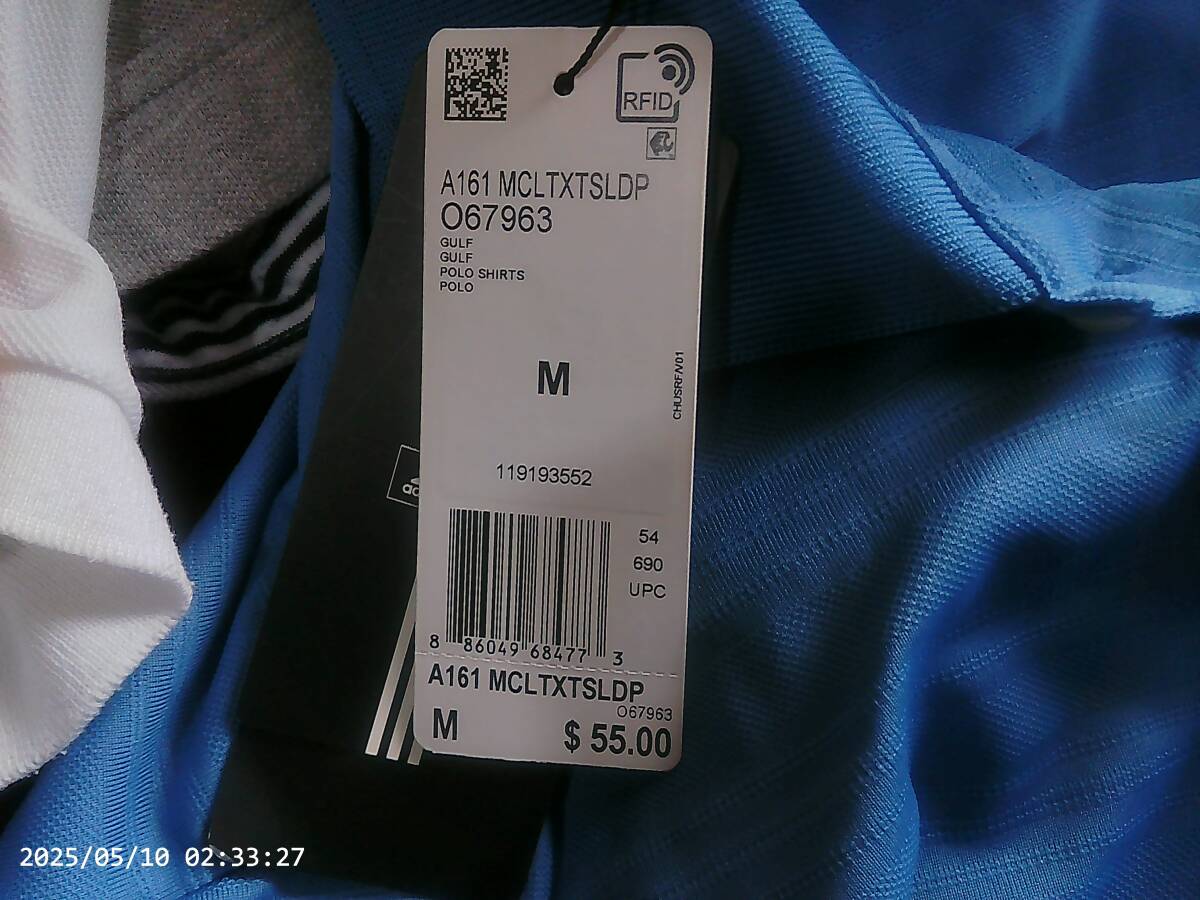 RFID
A161 MCLTXTSLDP
O67963
GULF
GULF
POLO SHIRTS
POLO
M
CHUSRF/V01
119193552
54
690
UPC
8 86049 68477 3
A161 MCLTXTSLDP
O67963
M $ 55.00
2025/05/10 02:33:27